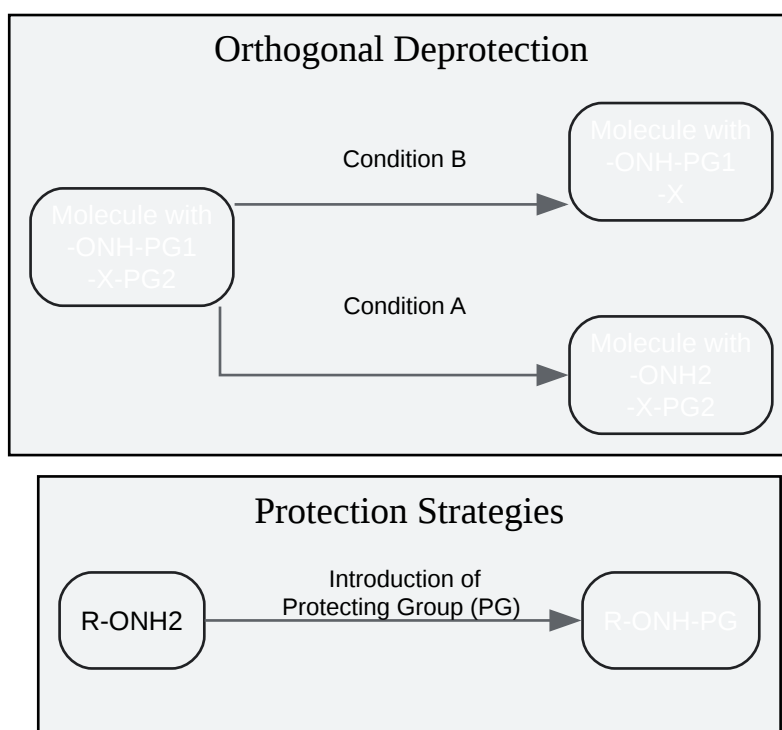 Orthogonal Deprotection
Condition B
Molecule with
-ONH-PG1
-X
Molecule with
-ONH-PG1
-X-PG2
Condition A
Molecule with
-ONH2
-X-PG2
Protection Strategies
R-ONH2
Introduction of
Protecting Group (PG)
R-ONH-PG